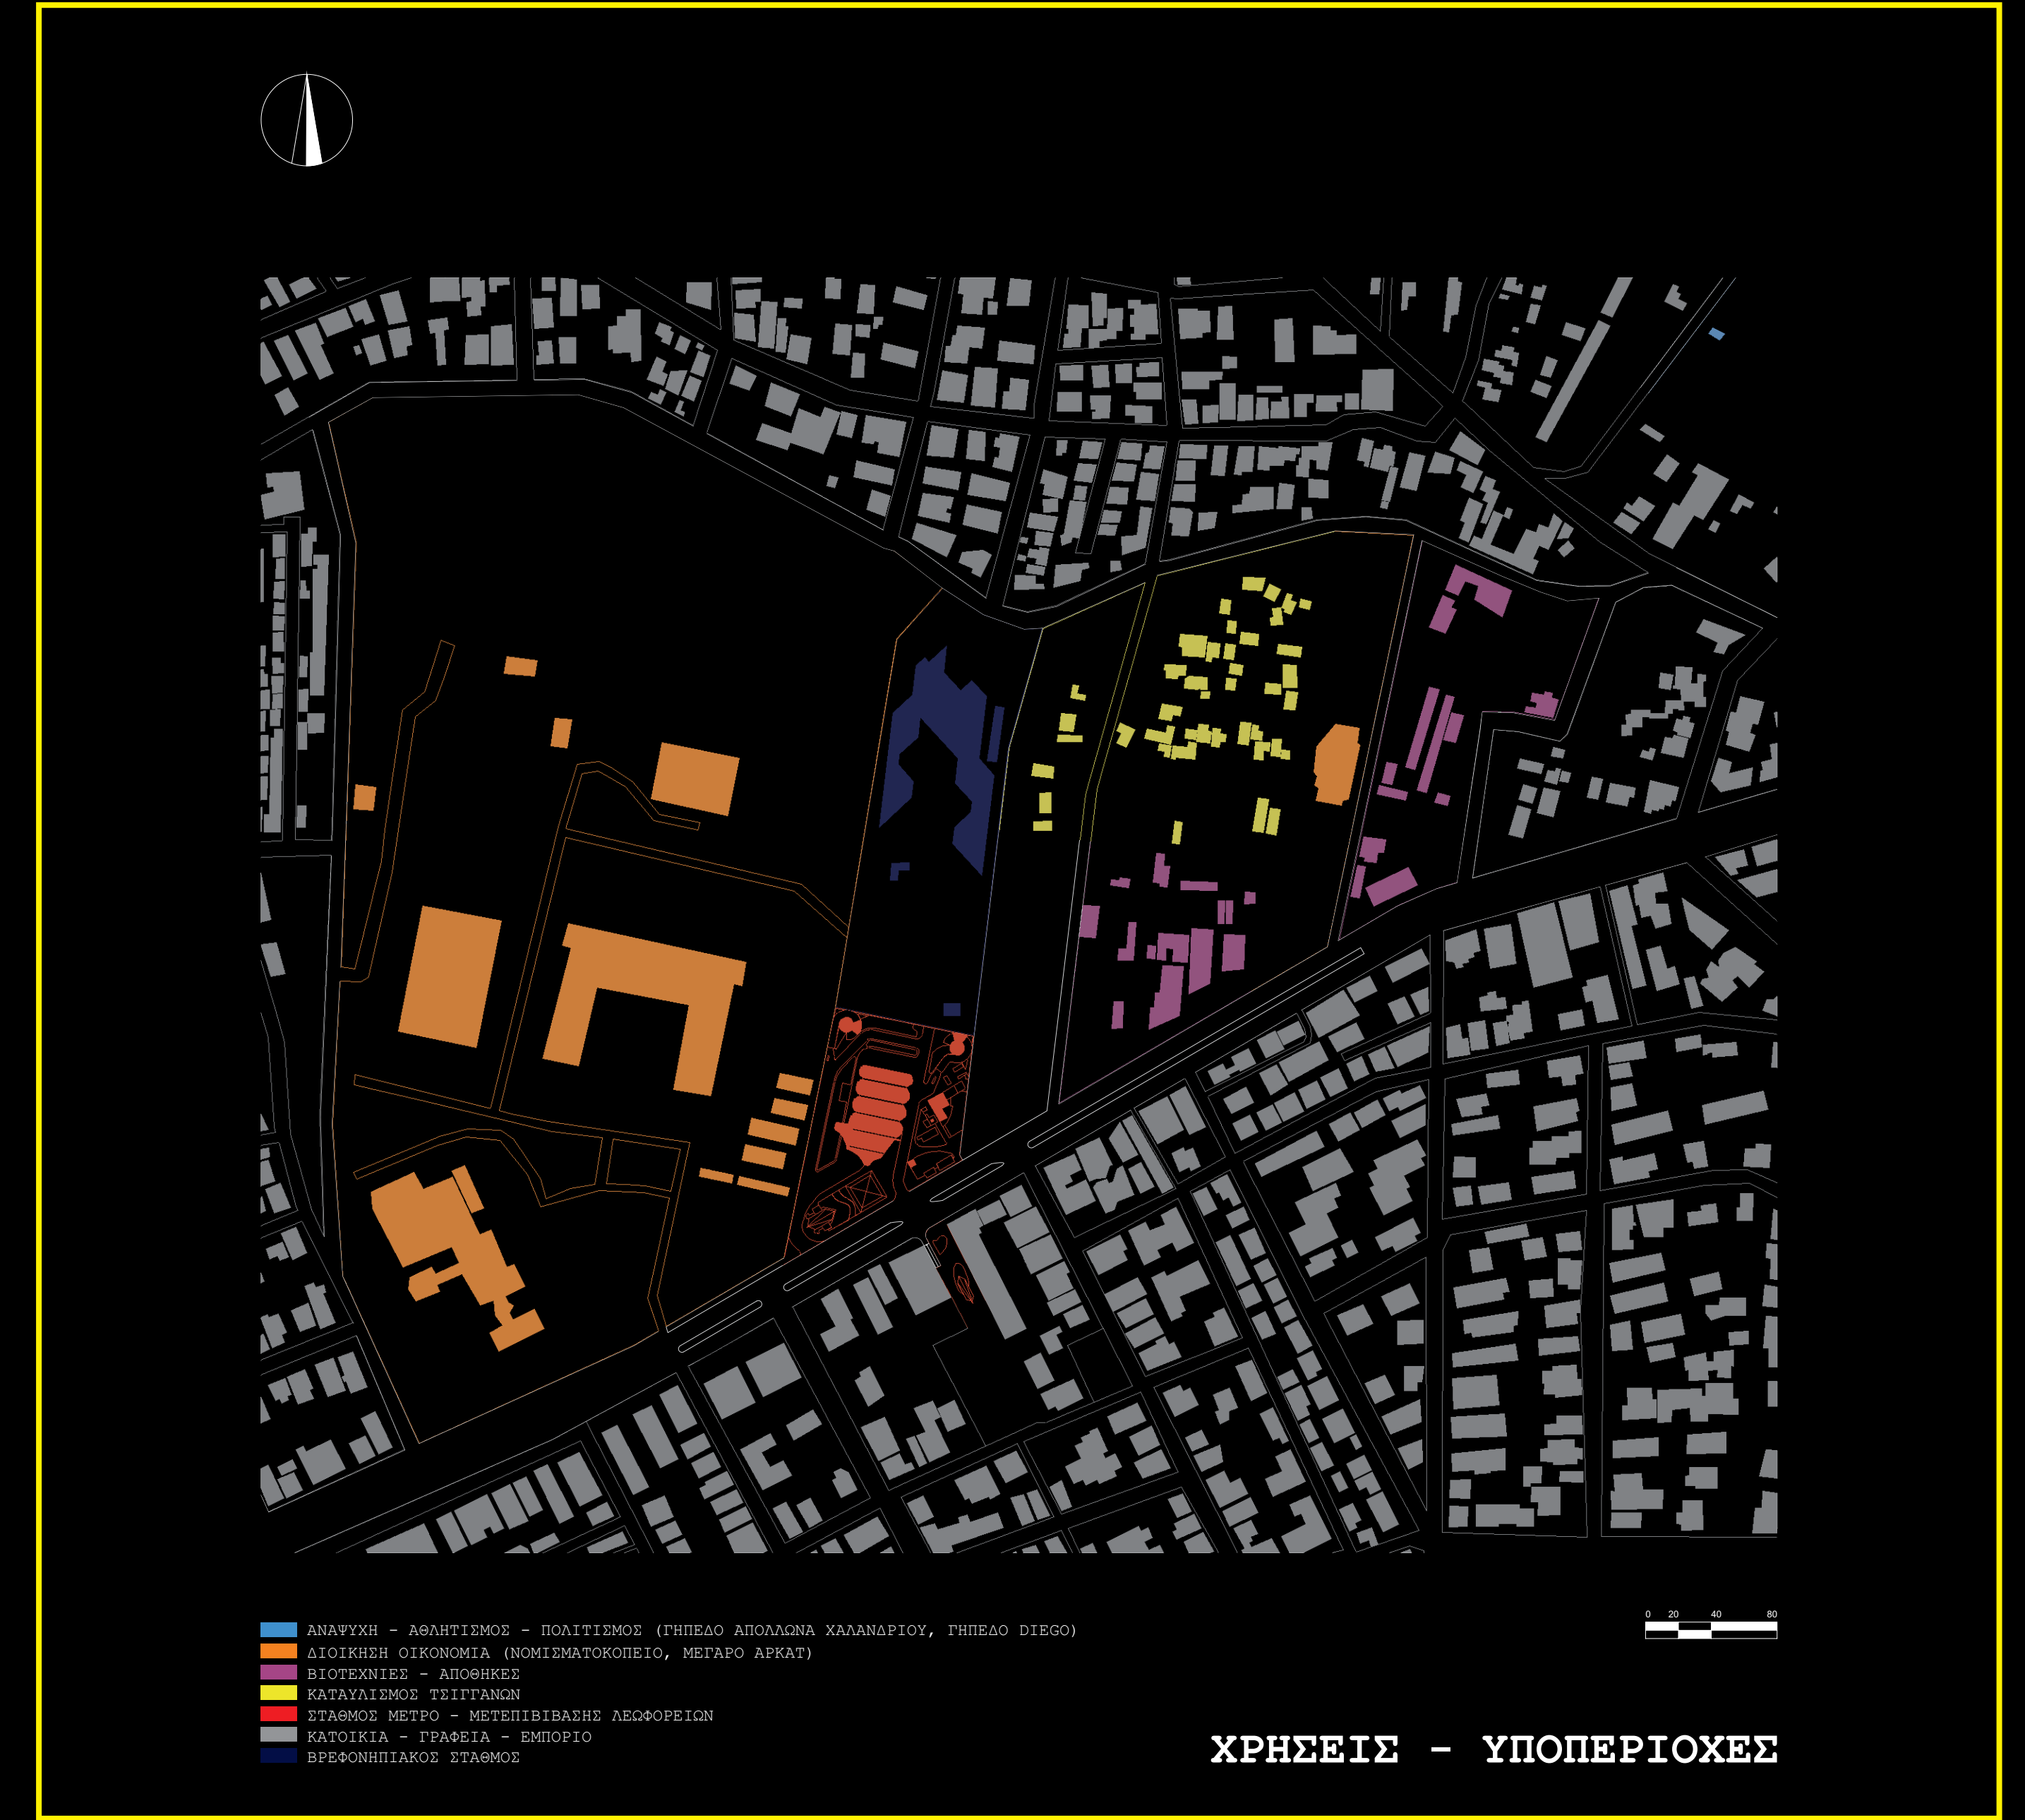 0 20 40 80
ΑΝΑΨΥΧΗ - ΑΘΛΗΤΙΣΜΟΣ - ΠΟΛΙΤΙΣΜΟΣ (ΓΗΠΕΔΟ ΑΠΟΛΛΩΝΑ ΧΑΛΑΝΔΡΙΟΥ, ΓΗΠΕΔΟ DIEGO)
ΔΙΟΙΚΗΣΗ ΟΙΚΟΝΟΜΙΑ (ΝΟΜΙΣΜΑΤΟΚΟΠΕΙΟ, ΜΕΓΑΡΟ ΑΡΚΑΤ)
ΒΙΟΤΕΧΝΙΕΣ - ΑΠΟΘΗΚΕΣ
ΚΑΤΑΥΛΙΣΜΟΣ ΤΣΙΓΓΑΝΩΝ
ΣΤΑΘΜΟΣ ΜΕΤΡΟ - ΜΕΤΕΠΙΒΙΒΑΣΗΣ ΛΕΩΦΟΡΕΙΩΝ
ΚΑΤΟΙΚΙΑ - ΓΡΑΦΕΙΑ - ΕΜΠΟΡΙΟ
ΒΡΕΦΟΝΗΠΙΑΚΟΣ ΣΤΑΘΜΟΣ
ΧΡΗΣΕΙΣ - ΥΠΟΠΕΡΙΟΧΕΣ